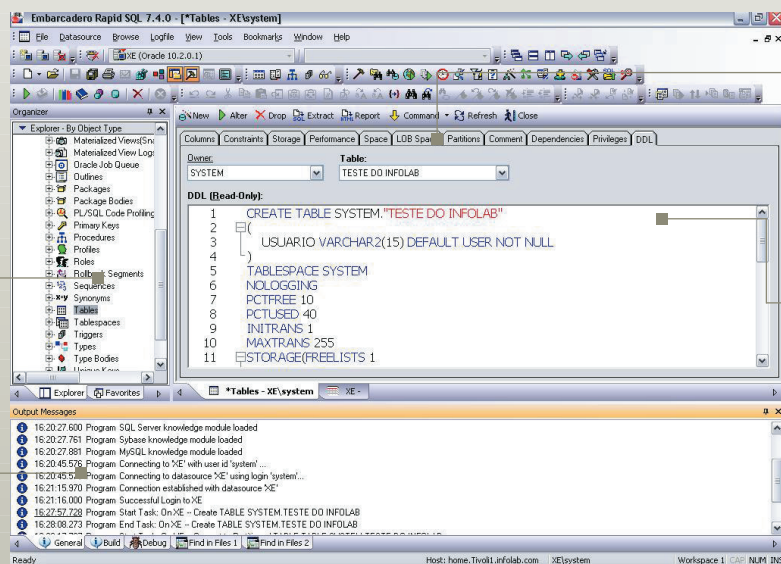 Embarcadero Rapid SQL 7.4.0 - [*Tables - XE\system]
File Datasource Browse Logfile View Tools Bookmarks Window Help
XE (Oracle 10.2.0.1)
Organizer
New Alter Drop Extract Report Command Refresh Close
Explorer - By Object Type
Columns Constraints Storage Performance Space LOB Partitions Comment Dependencies Privileges DDL
Materialized Views(Sna
Materialized View Logs
Oracle Job Queue
Outlines
Packages
Package Bodies
PL/SQL Code Profiling
Primary Keys
Procedures
Profiles
Roles
Rollback Segments
Sequences
Synonyms
Tables
Tablespaces
Triggers
Types
Type Bodies
Unique Keys
Explorer Favorites
Owner: Table:
SYSTEM TESTE DO INFOLAB
DDL (Read-Only):
1 CREATE TABLE SYSTEM."TESTE DO INFOLAB"
2 (
3 USUARIO VARCHAR2(15) DEFAULT USER NOT NULL
4 )
5 TABLESPACE SYSTEM
6 NOLOGGING
7 PCTFREE 10
8 PCTUSED 40
9 INITRANS 1
10 MAXTRANS 255
11 STORAGE(FREELISTS 1
*Tables - XE\system XE -
Output Messages
16:20:27.600 Program SQL Server knowledge module loaded
16:20:27.761 Program Sybase knowledge module loaded
16:20:27.881 Program MySQL knowledge module loaded
16:20:45.576 Program Connecting to 'XE' with user id 'system'...
Program Connecting to datasource 'XE' using login 'system'...
16:21:15.970 Program Connection established with datasource 'XE'
16:21:16.000 Program Successful Login to XE
16:27:57.728 Program Start Task: On XE -- Create TABLE SYSTEM.TESTE DO INFOLAB
16:28:08.273 Program End Task: On XE -- Create TABLE SYSTEM.TESTE DO INFOLAB
General Build Debug Find in Files 1 Find in Files 2
Ready Host: home.Tivoli1.infolab.com XE\system Workspace 1 CAP NUM INS